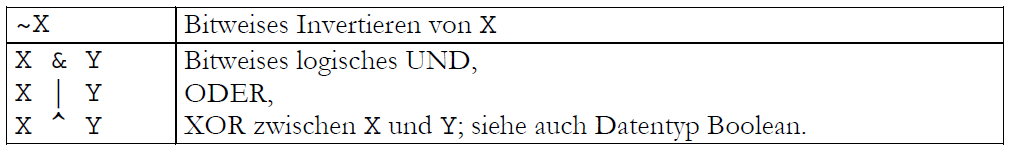 ~X Bitweises Invertieren von X
X & Y Bitweises logisches UND,
X | Y ODER,
X ^ Y XOR zwischen X und Y; siehe auch Datentyp Boolean.